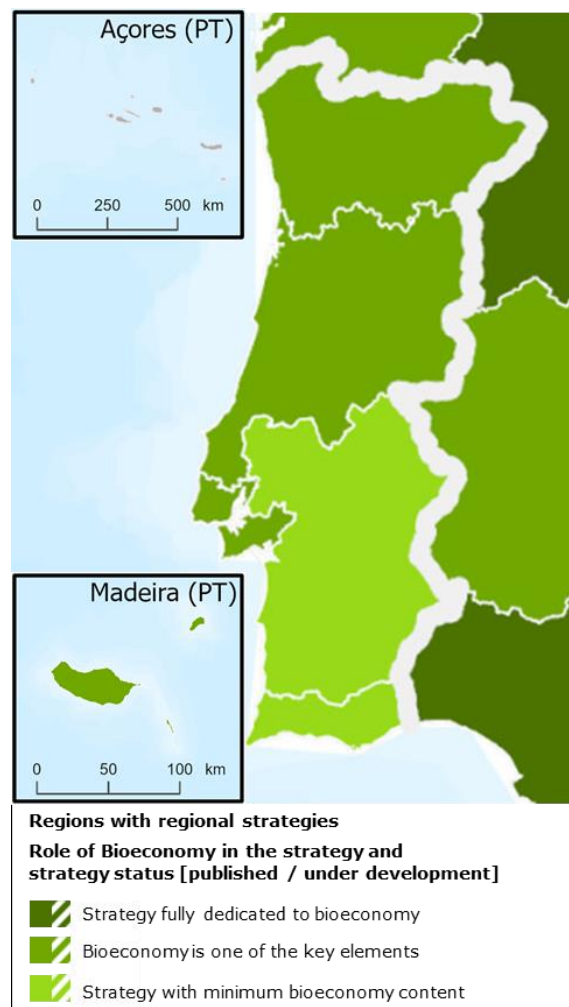 Açores (PT)
0 250 500 km
Madeira (PT)
0 50 100 km
Regions with regional strategies
Role of Bioeconomy in the strategy and
strategy status [published / under development]
Strategy fully dedicated to bioeconomy
Bioeconomy is one of the key elements
Strategy with minimum bioeconomy content